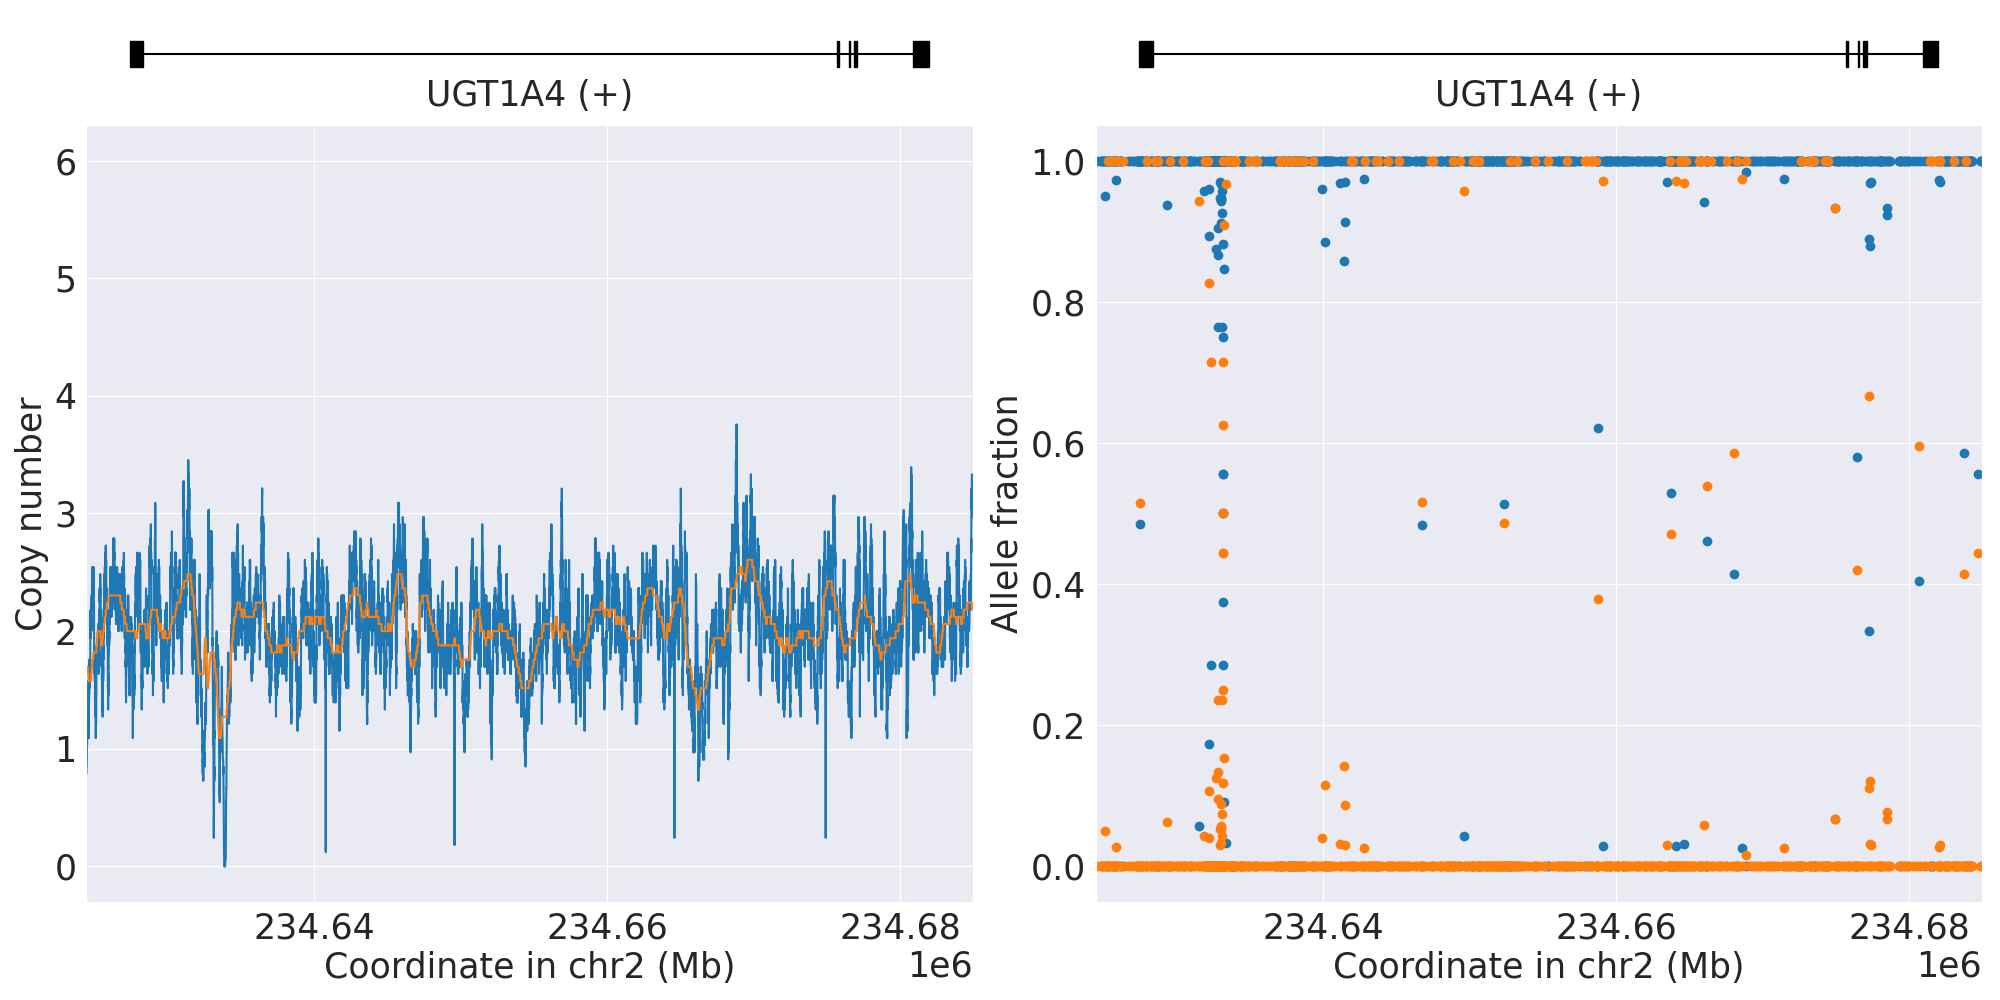 UGT1A4 (+)
6
5
4
3
2
1
0
Copy number
234.64
234.66
234.68
Coordinate in chr2 (Mb)
1e6
UGT1A4 (+)
1.0
0.8
0.6
0.4
0.2
0.0
Allele fraction
234.64
234.66
234.68
Coordinate in chr2 (Mb)
1e6